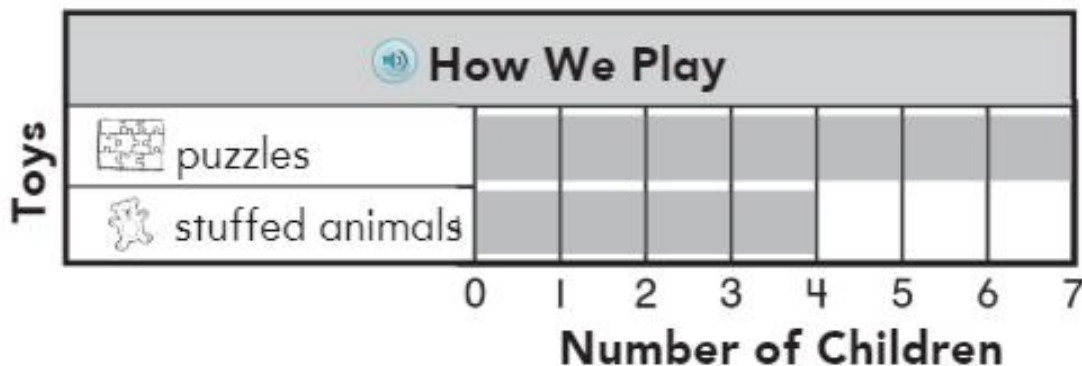 How We Play
Toys
puzzles
stuffed animals
0 1 2 3 4 5 6 7
Number of Children